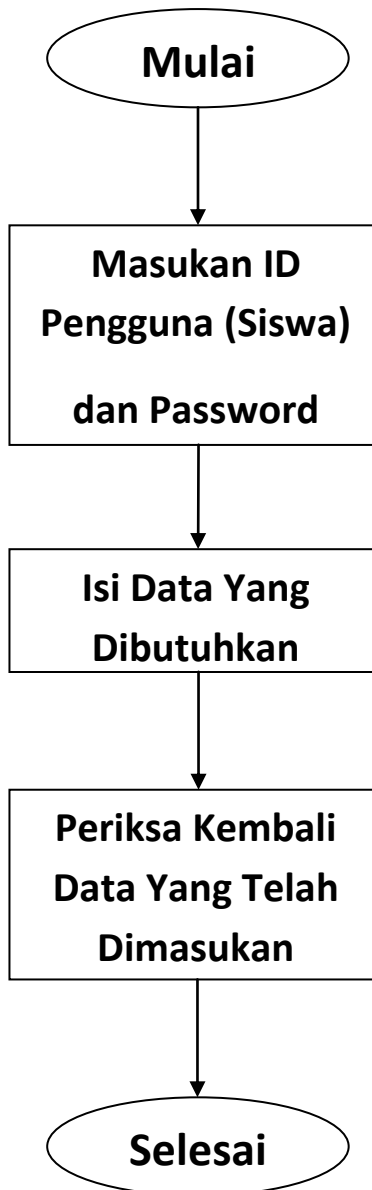 Mulai
Masukan ID
Pengguna (Siswa)
dan Password
Isi Data Yang
Dibutuhkan
Periksa Kembali
Data Yang Telah
Dimasukan
Selesai